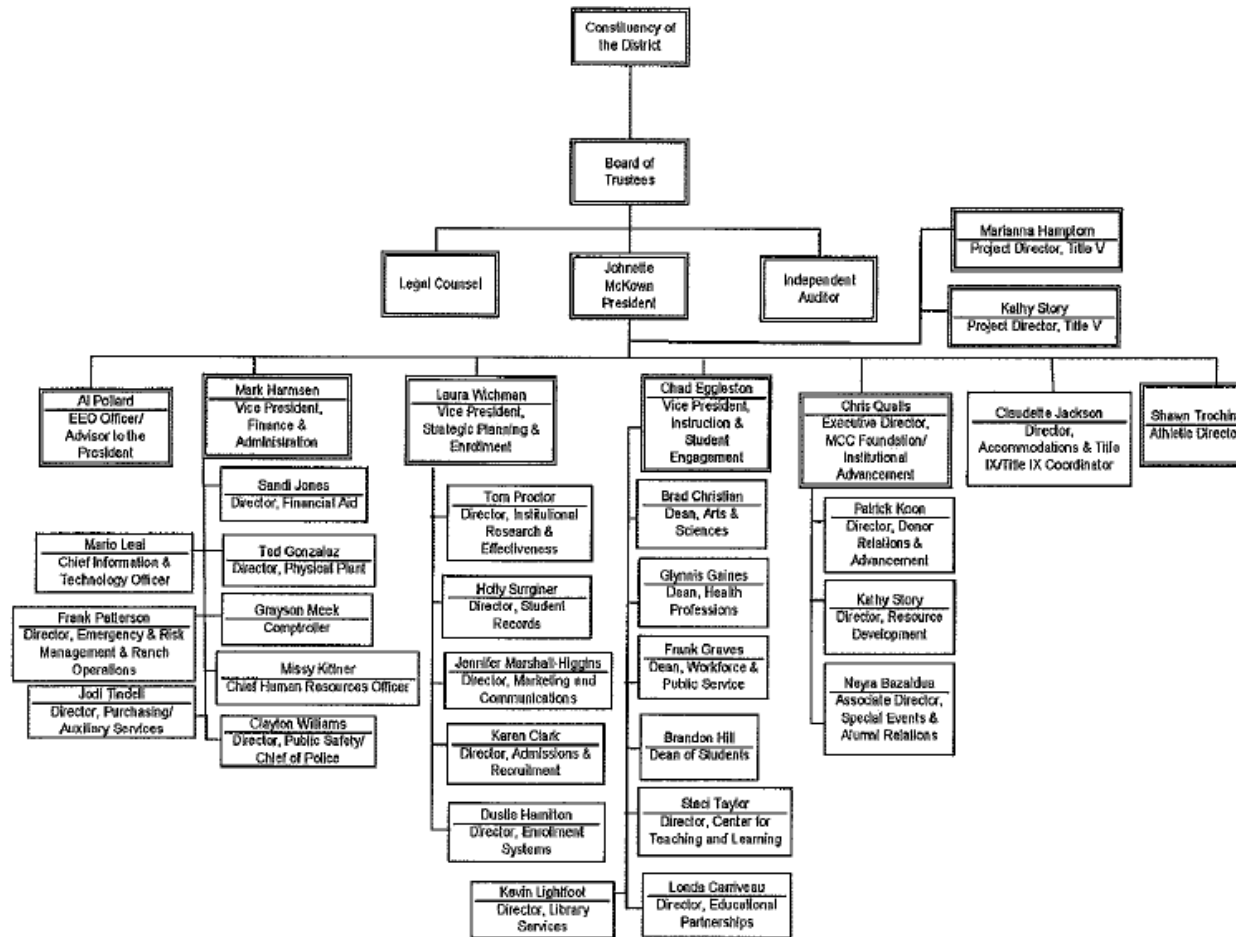 Constituency of
the District
Board of
Trustees
Marianna Hamptom
Project Director, Title V
Legal Counsel
Johnette
McKown
President
Independent
Auditor
Kathy Story
Project Director, Title V
Al Pollard
EEO Officer/
Advisor to the
President
Mark Harmsen
Vice President,
Finance &
Administration
Laura Wichman
Vice President,
Strategic Planning &
Enrollment
Chad Eggleston
Vice President,
Instruction &
Student
Engagement
Chris Qualls
Executive Director,
MCC Foundation/
Institutional
Advancement
Claudette Jackson
Director,
Accommodations & Title
IX/Title IX Coordinator
Shawn Trochim
Athletic Director
Sandi Jones
Director, Financial Aid
Mario Leal
Chief Information &
Technology Officer
Ted Gonzalez
Director, Physical Plant
Frank Patterson
Director, Emergency & Risk
Management & Ranch
Operations
Grayson Meek
Comptroller
Missy Kittner
Chief Human Resources Officer
Jodi Tindell
Director, Purchasing/
Auxiliary Services
Clayton Williams
Director, Public Safety/
Chief of Police
Tom Proctor
Director, Institutional
Research &
Effectiveness
Holly Surginer
Director, Student
Records
Jennifer Marshall-Higgins
Director, Marketing and
Communications
Karen Clark
Director, Admissions &
Recruitment
Dustie Hamilton
Director, Enrollment
Systems
Brad Christian
Dean, Arts &
Sciences
Glynnis Gaines
Dean, Health
Professions
Frank Graves
Dean, Workforce &
Public Service
Brandon Hill
Dean of Students
Staci Taylor
Director, Center for
Teaching and Learning
Kevin Lightfoot
Director, Library
Services
Londa Carriveau
Director, Educational
Partnerships
Patrick Koon
Director, Donor
Relations &
Advancement
Kathy Story
Director, Resource
Development
Neyra Bazaldua
Associate Director,
Special Events &
Alumni Relations